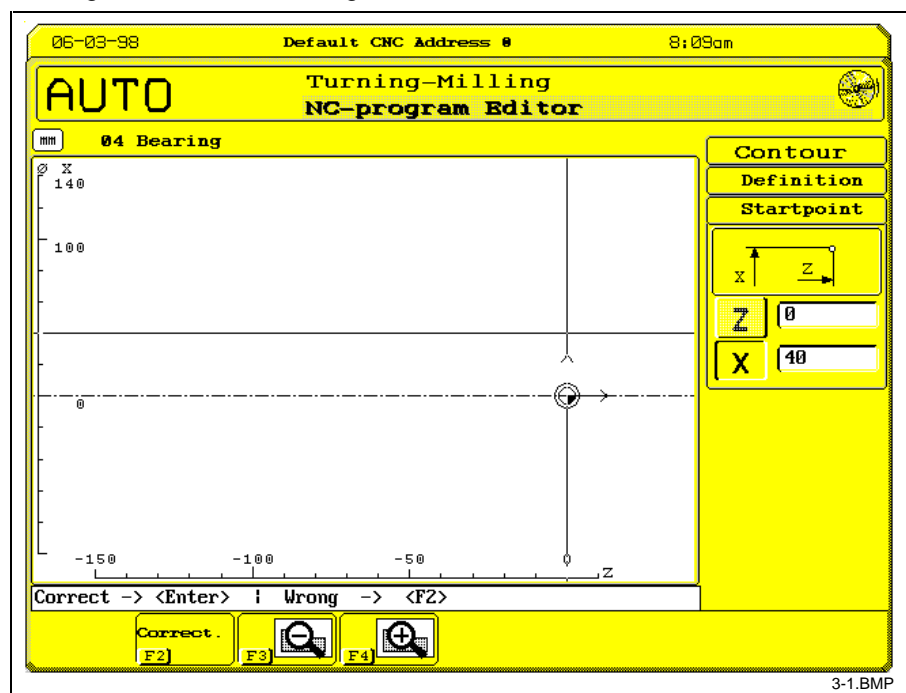 06-03-98 Default CNC Address 0 8:09am
AUTO
Turning-Milling
NC-program Editor
mm 04 Bearing
Contour
Definition
Startpoint
Ø X
140
100
0
-150 -100 -50 0 Z
X Z
Z 0
X 40
Correct -> <Enter> | Wrong -> <F2>
Correct.
F2] F3] F4]
3-1.BMP